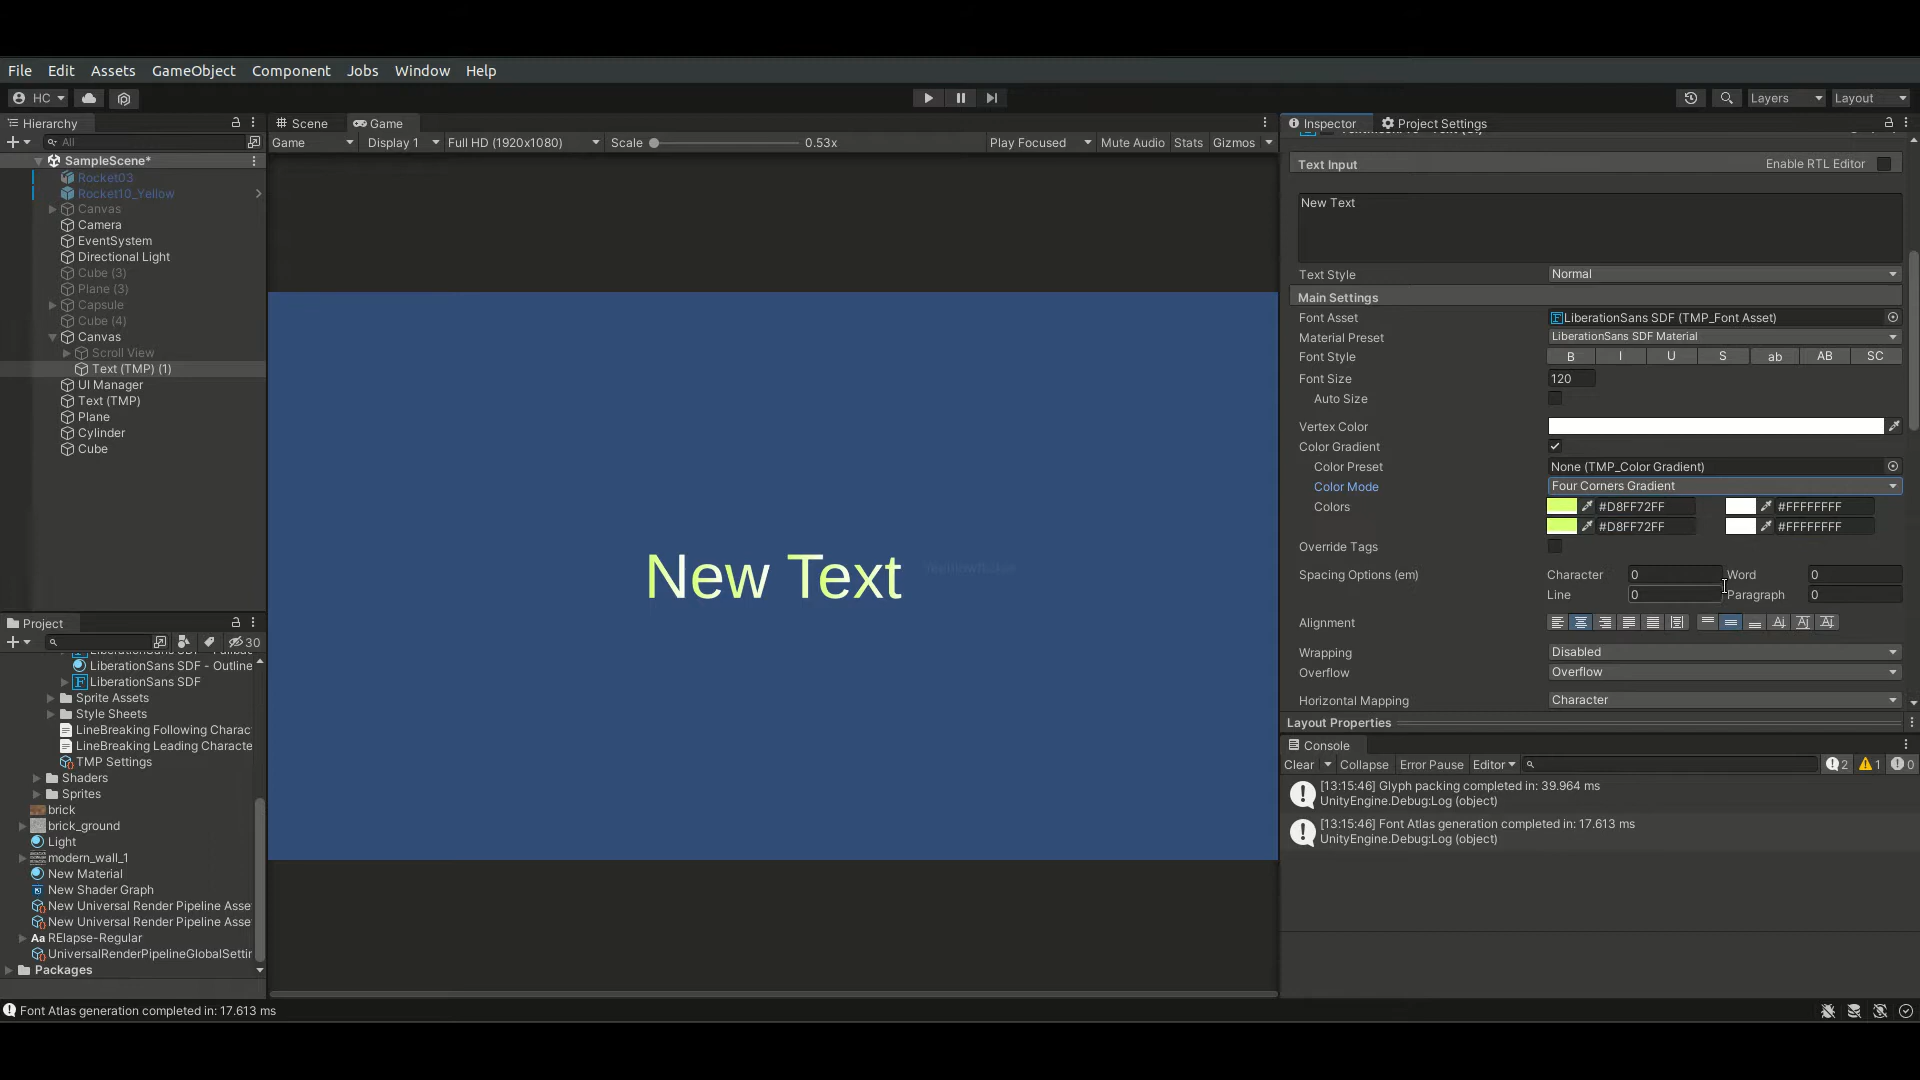 File Edit Assets GameObject Component Jobs Window Help
HC Layers Layout
Hierarchy
All
SampleScene*
Rocket03
Rocket10_Yellow
Canvas
Camera
EventSystem
Directional Light
Cube (3)
Plane (3)
Capsule
Cube (4)
Canvas
Scroll View
Text (TMP) (1)
UI Manager
Text (TMP)
Plane
Cylinder
Cube
Project
30
LiberationSans SDF - Outline
LiberationSans SDF
Sprite Assets
Style Sheets
LineBreaking Following Charac
LineBreaking Leading Characte
TMP Settings
Shaders
Sprites
brick
brick_ground
Light
modern_wall_1
New Material
New Shader Graph
New Universal Render Pipeline Asse
New Universal Render Pipeline Asse
Aa RElapse-Regular
UniversalRenderPipelineGlobalSettin
Packages
Scene Game
Game Display 1 Full HD (1920x1080) Scale 0.53x Play Focused Mute Audio Stats Gizmos
New Text
Inspector Project Settings
Text Input Enable RTL Editor
New Text
Text Style Normal
Main Settings
Font Asset LiberationSans SDF (TMP_Font Asset)
Material Preset LiberationSans SDF Material
Font Style B I U S ab AB SC
Font Size 120
Auto Size
Vertex Color
Color Gradient
Color Preset None (TMP_Color Gradient)
Color Mode Four Corners Gradient
Colors #D8FF72FF #FFFFFFFF
#D8FF72FF #FFFFFFFF
Override Tags
Spacing Options (em) Character 0 Word 0
Line 0 Paragraph 0
Alignment
Wrapping Disabled
Overflow Overflow
Horizontal Mapping Character
Layout Properties
Console
Clear Collapse Error Pause Editor 2 1 0
[13:15:46] Glyph packing completed in: 39.964 ms
UnityEngine.Debug:Log (object)
[13:15:46] Font Atlas generation completed in: 17.613 ms
UnityEngine.Debug:Log (object)
Font Atlas generation completed in: 17.613 ms